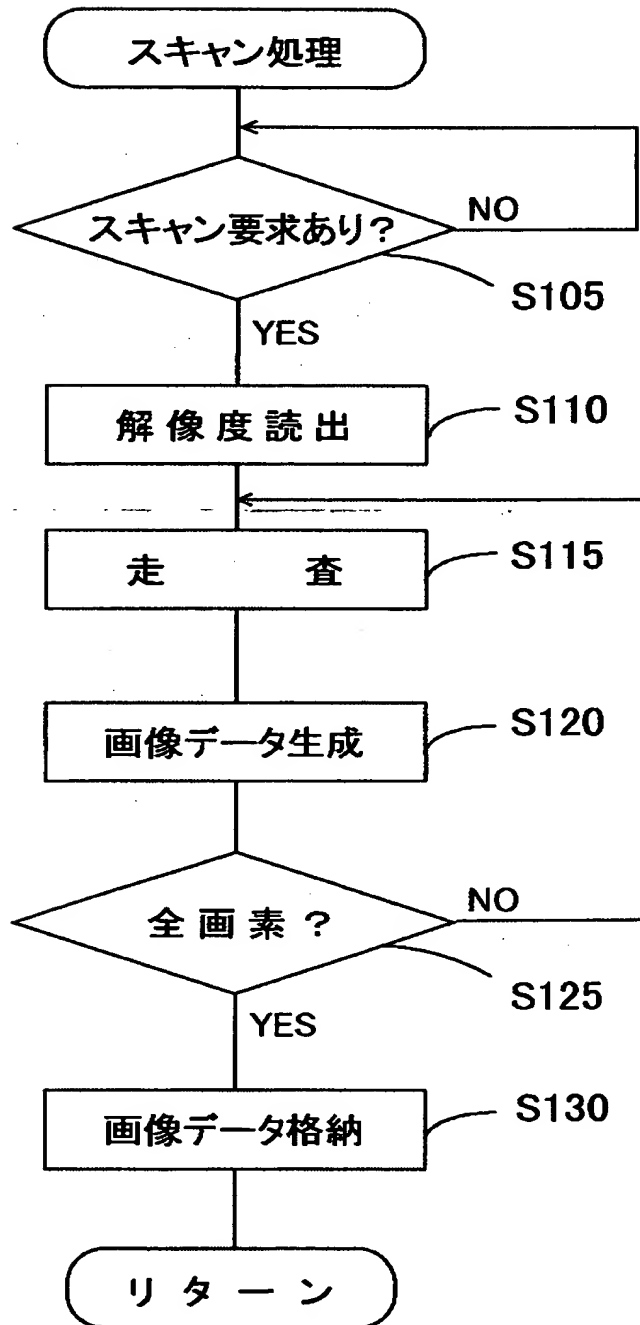 スキャン処理
スキャン要求あり?
NO
S105
YES
解像度読出
S110
走査
S115
画像データ生成
S120
全画素?
NO
S125
YES
画像データ格納
S130
リターン